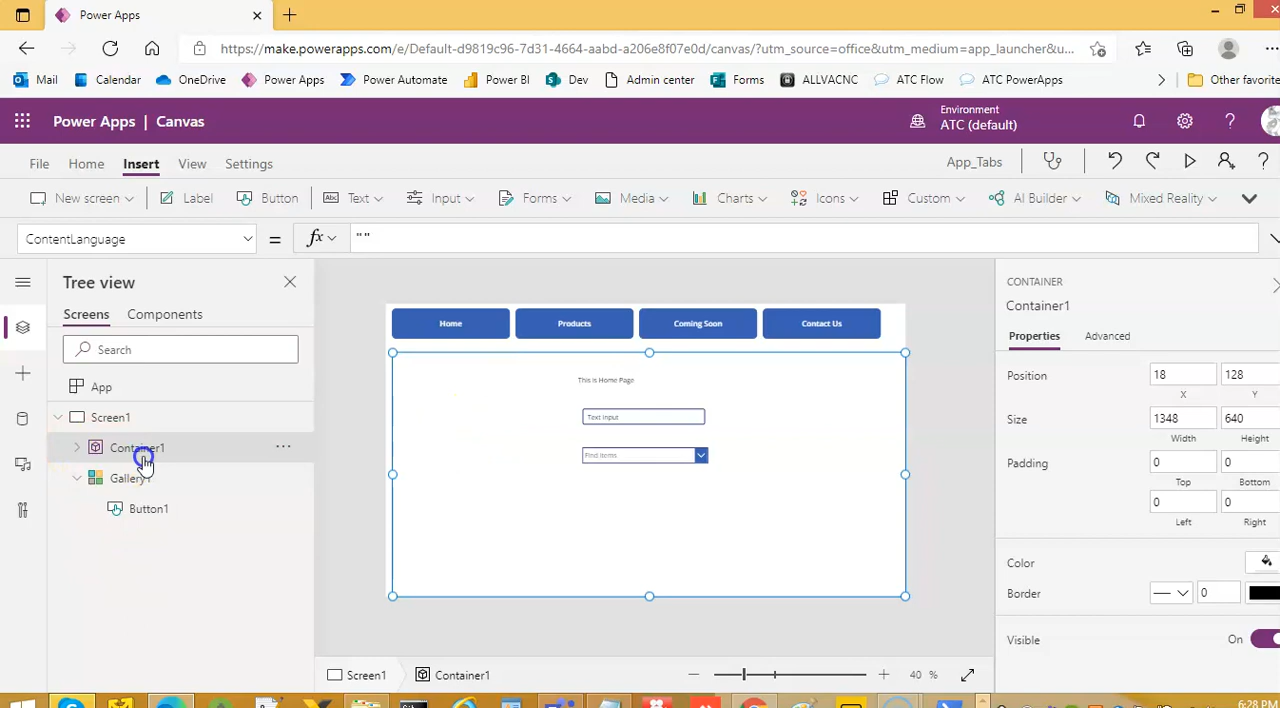 Power Apps
https://make.powerapps.com/e/Default-d9819c96-7d31-4664-aabd-a206e8f07e0d/canvas/?utm_source=office&utm_medium=app_launcher&u...
Mail Calendar OneDrive Power Apps Power Automate Power BI Dev Admin center Forms ALLVACNC ATC Flow ATC PowerApps Other favorite
Power Apps | Canvas
Environment
ATC (default)
File Home Insert View Settings App_Tabs
New screen Label Button Text Input Forms Media Charts Icons Custom AI Builder Mixed Reality
ContentLanguage = fx ""
Tree view
Screens Components
Search
App
Screen1
Container1
Gallery1
Button1
Home Products Coming Soon Contact Us
This is Home Page
Text input
Find items
CONTAINER
Container1
Properties Advanced
Position 18 128
X Y
Size 1348 640
Width Height
Padding 0 0
Top Bottom
0 0
Left Right
Color
Border 0
Visible On
Screen1 Container1 40 %
6:28 PM